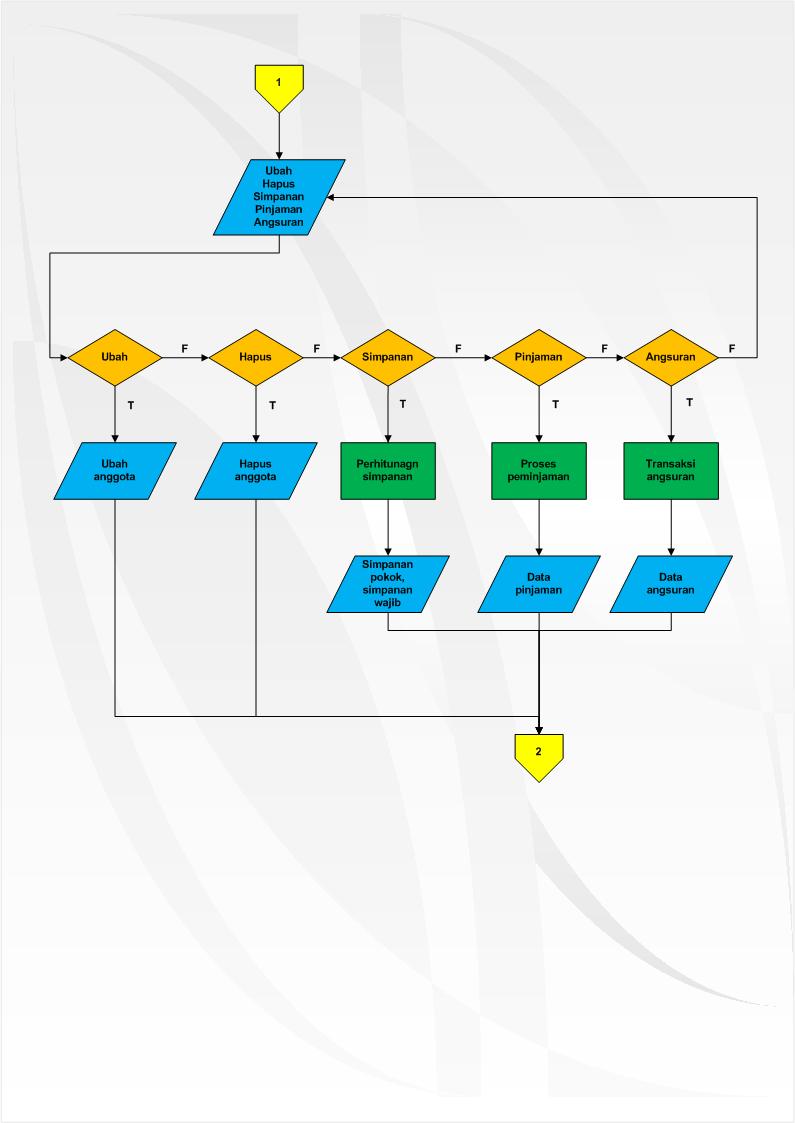 1
Ubah
Hapus
Simpanan
Pinjaman
Angsuran
Ubah
F
Hapus
F
Simpanan
F
Pinjaman
F
Angsuran
F
T
T
T
T
T
Ubah
anggota
Hapus
anggota
Perhitunagn
simpanan
Proses
peminjaman
Transaksi
angsuran
Simpanan
pokok,
simpanan
wajib
Data
pinjaman
Data
angsuran
2